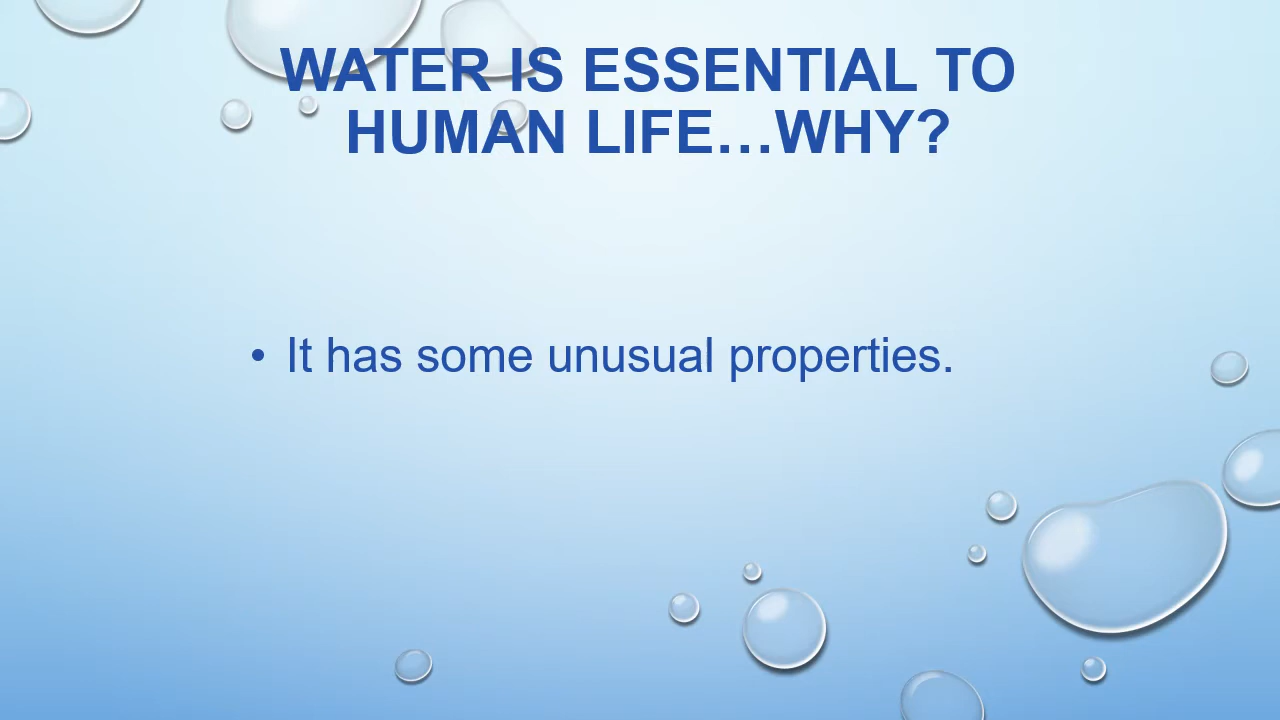 WATER IS ESSENTIAL TO
HUMAN LIFE…WHY?
• It has some unusual properties.